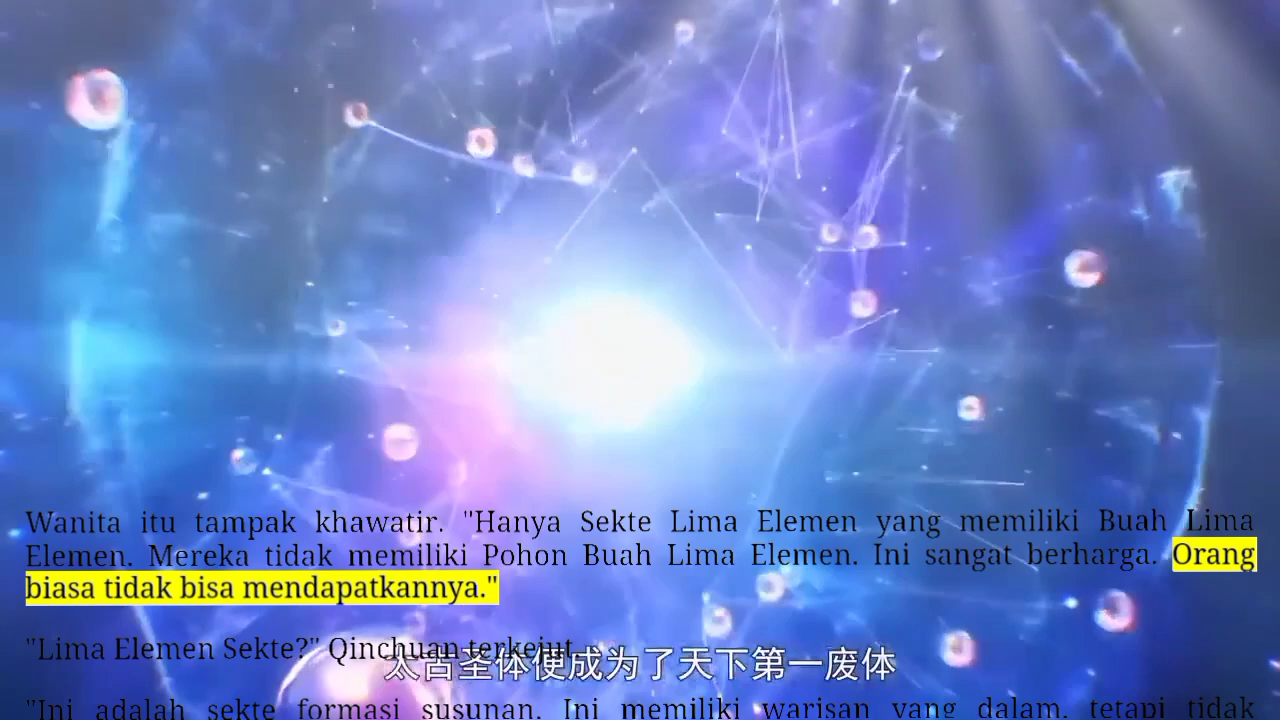 Wanita itu tampak khawatir. "Hanya Sekte Lima Elemen yang memiliki Buah Lima
Elemen. Mereka tidak memiliki Pohon Buah Lima Elemen. Ini sangat berharga. Orang
biasa tidak bisa mendapatkannya."
"Lima Elemen Sekte?" Qinchuan terkejut.
太古圣体便成为了天下第一废体
"Ini adalah sekte formasi susunan. Ini memiliki warisan yang dalam, tetapi tidak